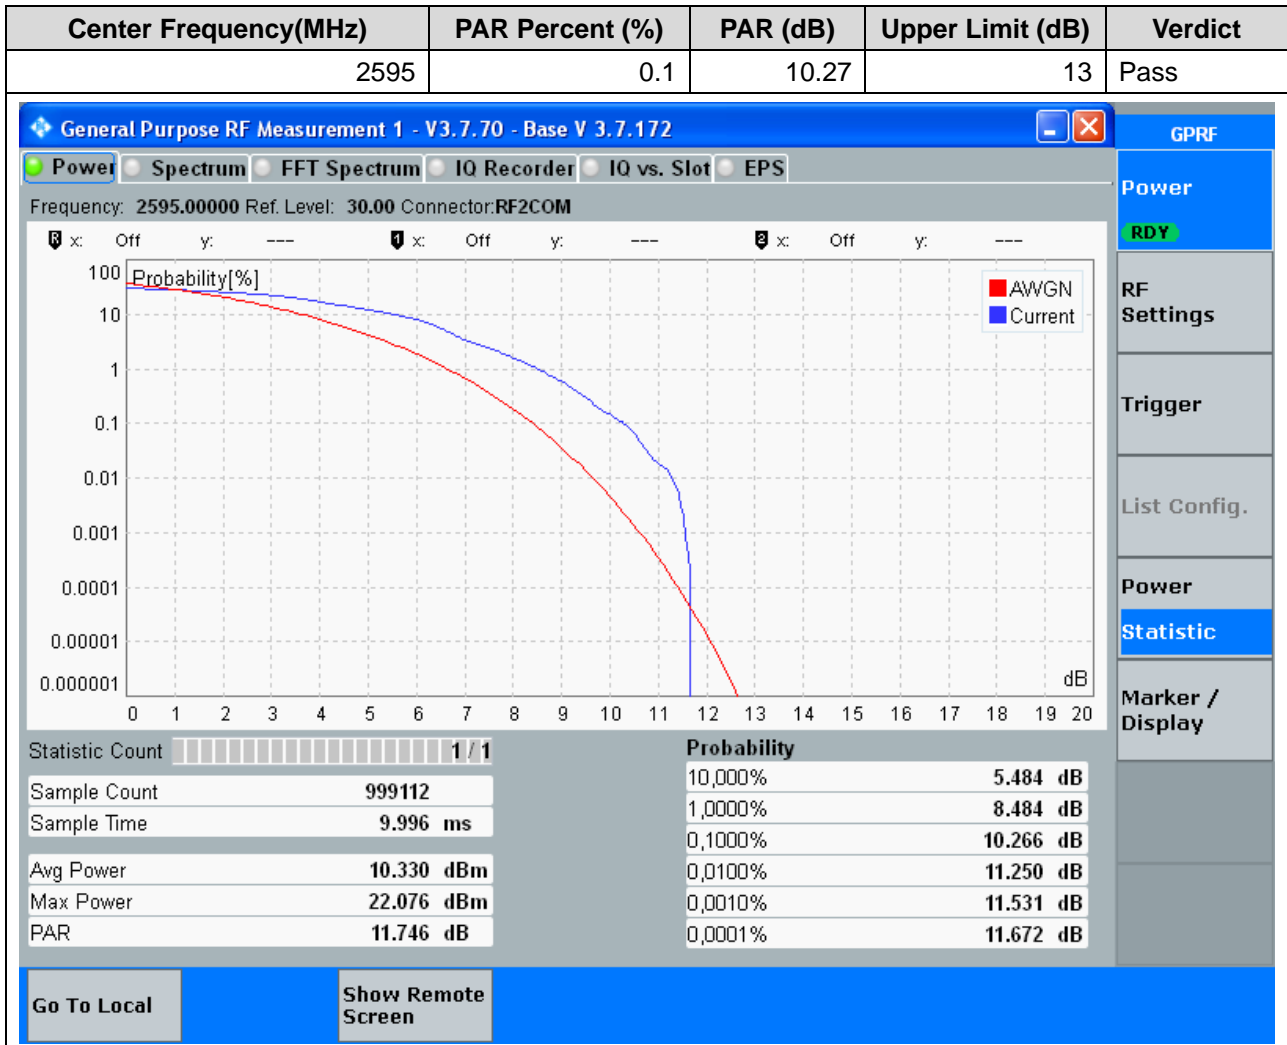 Center Frequency(MHz) PAR Percent (%) PAR (dB) Upper Limit (dB) Verdict
2595 0.1 10.27 13 Pass
General Purpose RF Measurement 1 - V3.7.70 - Base V 3.7.172
GPRF
Power Spectrum FFT Spectrum IQ Recorder IQ vs. Slot EPS
Power
RDY
Frequency: 2595.00000 Ref. Level: 30.00 Connector:RF2COM
R x: Off y: --- 1 x: Off y: --- 2 x: Off y: ---
Probability[%]
AWGN
Current
100
10
1
0.1
0.01
0.001
0.0001
0.00001
0.000001
dB
0 1 2 3 4 5 6 7 8 9 10 11 12 13 14 15 16 17 18 19 20
RF
Settings
Trigger
List Config.
Power
Statistic
Marker /
Display
Statistic Count 1 / 1
Sample Count 999112
Sample Time 9.996 ms
Avg Power 10.330 dBm
Max Power 22.076 dBm
PAR 11.746 dB
Probability
10,000% 5.484 dB
1,0000% 8.484 dB
0,1000% 10.266 dB
0,0100% 11.250 dB
0,0010% 11.531 dB
0,0001% 11.672 dB
Go To Local
Show Remote
Screen